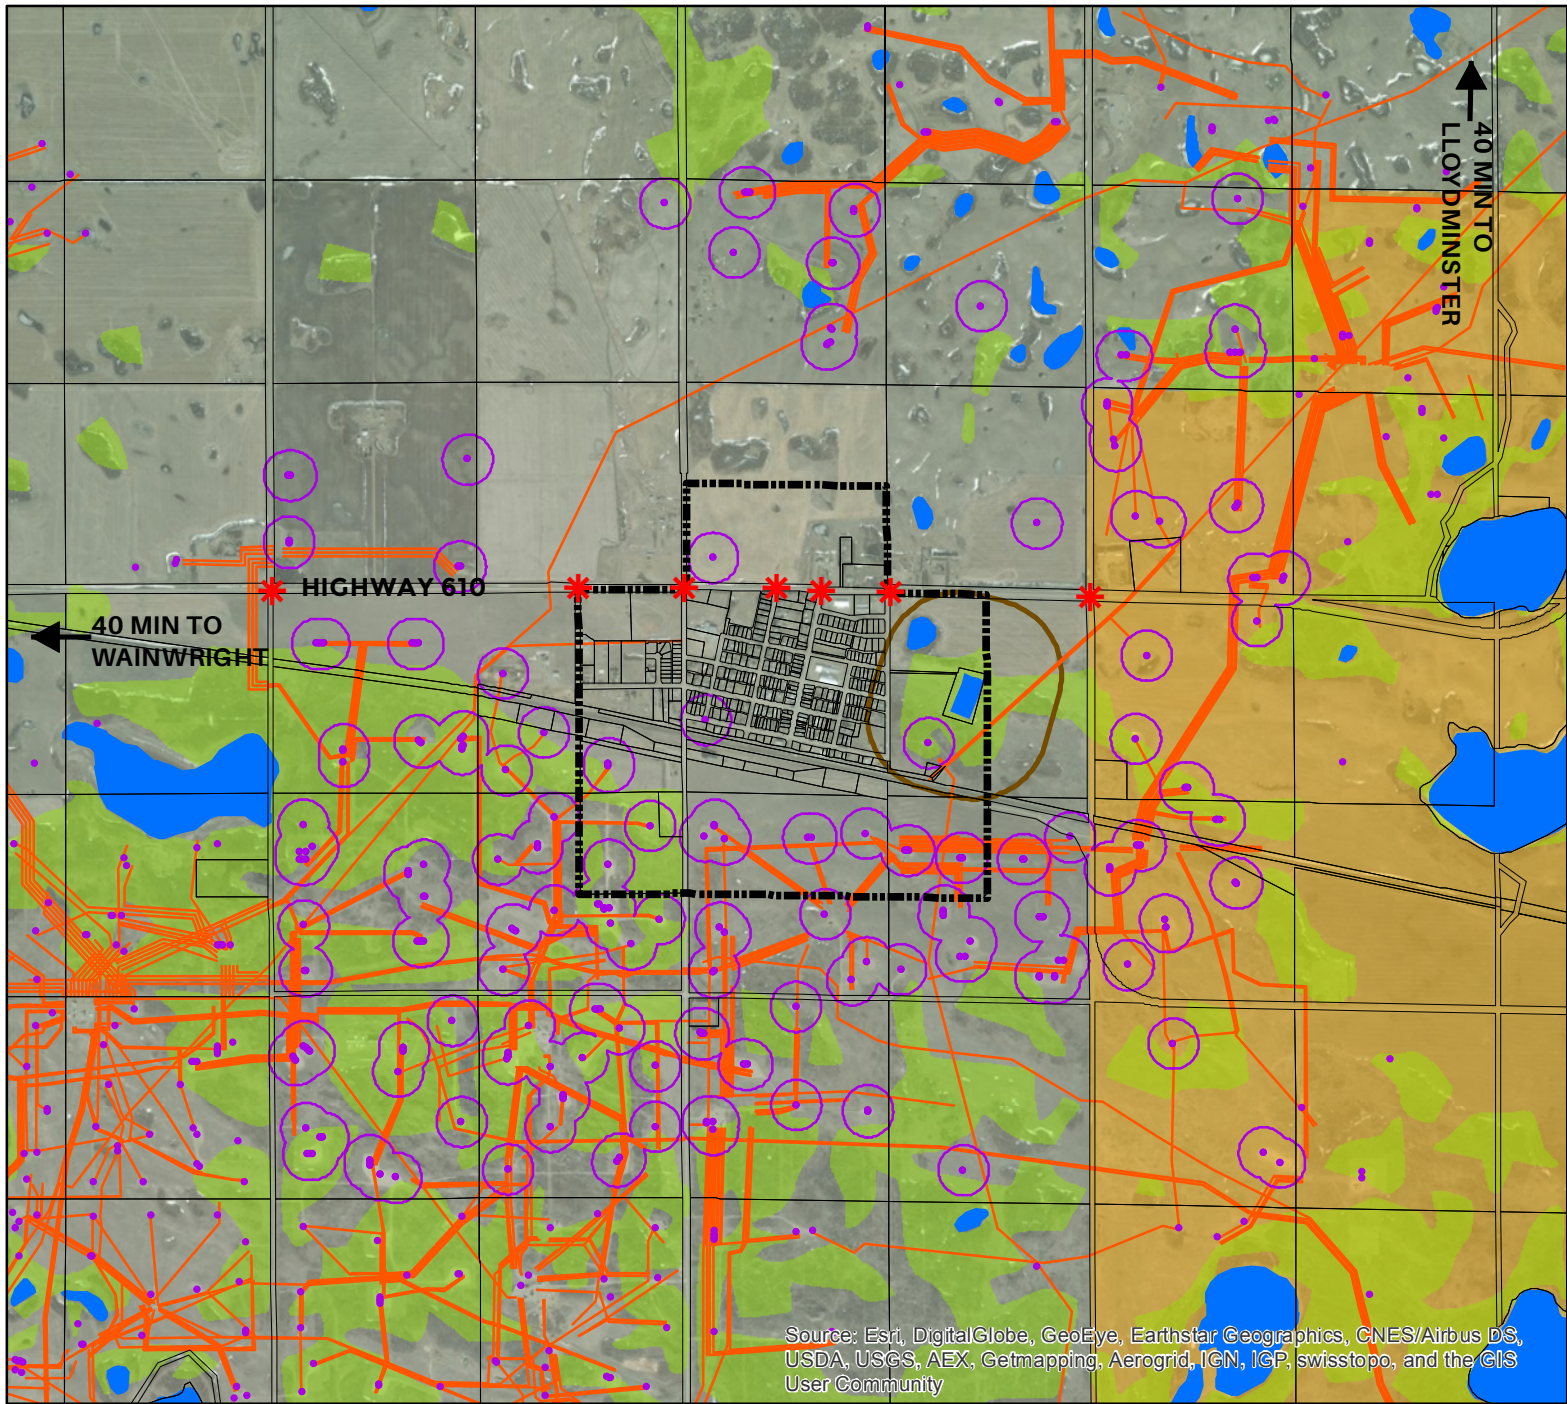 40 MIN TO
LLOYDMINSTER
HIGHWAY 610
40 MIN TO
WAINWRIGHT
Source: Esri, DigitalGlobe, GeoEye, Earthstar Geographics, CNES/Airbus DS,
USDA, USGS, AEX, Getmapping, Aerogrid, IGN, IGP, swisstopo, and the GIS
User Community